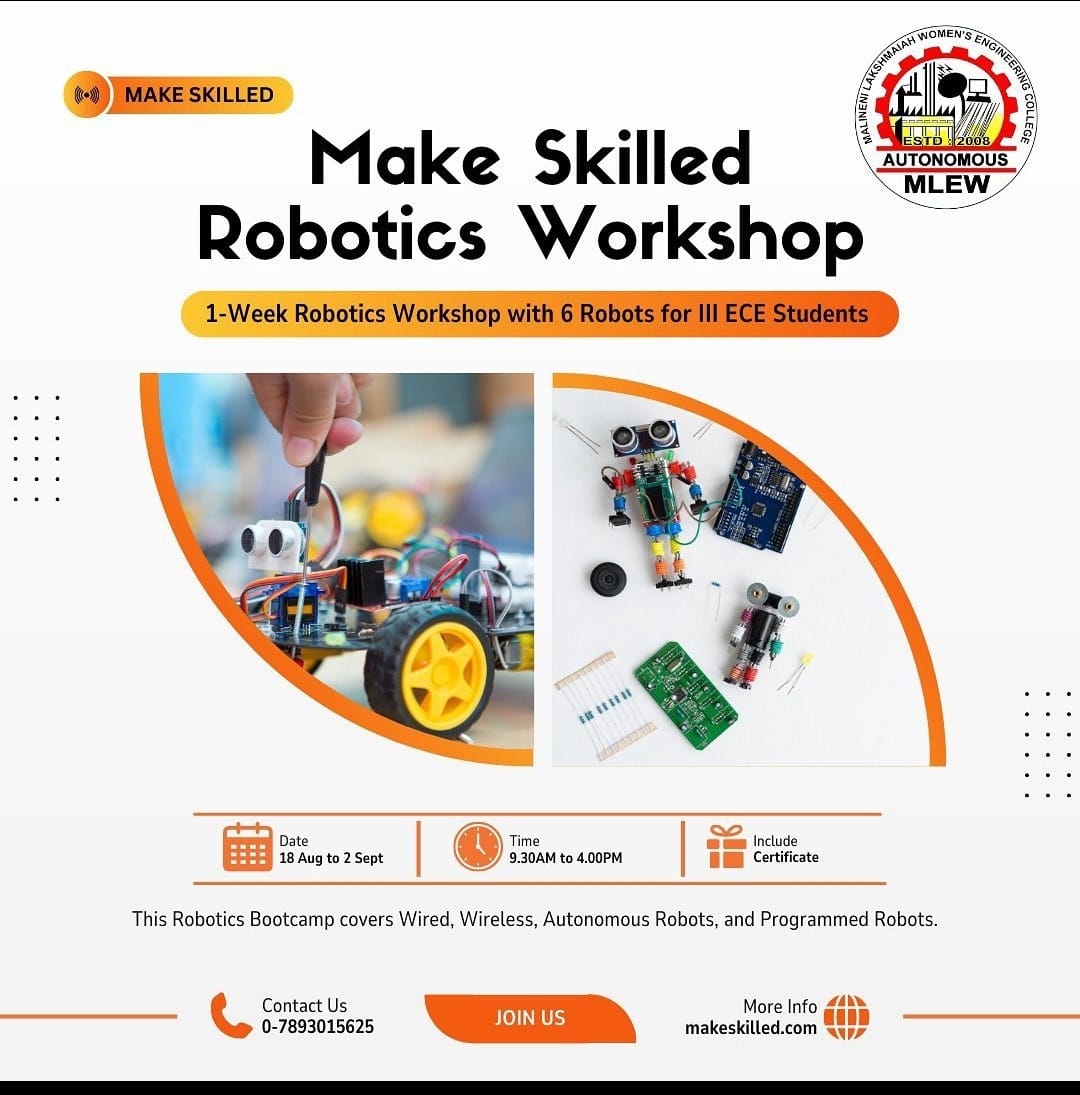 MAKE SKILLED
MALINENI LAKSHMAIAH WOMEN'S ENGINEERING COLLEGE
ESTD : 2008
AUTONOMOUS
MLEW
Make Skilled
Robotics Workshop
1-Week Robotics Workshop with 6 Robots for III ECE Students
Date
18 Aug to 2 Sept
Time
9.30AM to 4.00PM
Include
Certificate
This Robotics Bootcamp covers Wired, Wireless, Autonomous Robots, and Programmed Robots.
Contact Us
0-7893015625
JOIN US
More Info
makeskilled.com